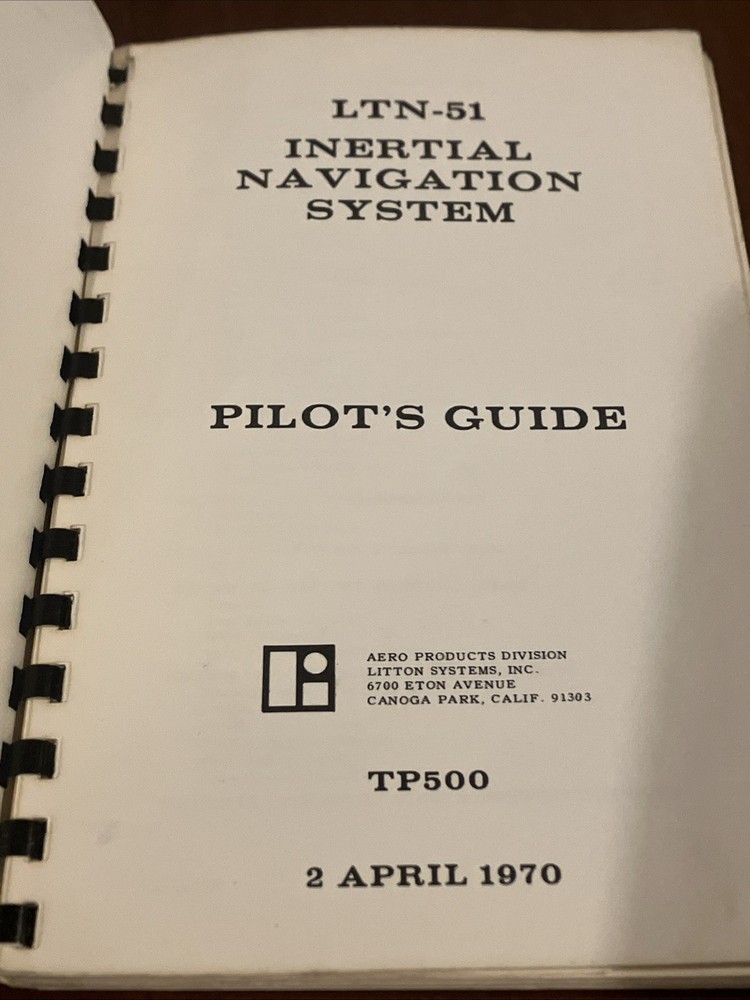 LTN-51
INERTIAL
NAVIGATION
SYSTEM
PILOT'S GUIDE
AERO PRODUCTS DIVISION
LITTON SYSTEMS, INC.
6700 ETON AVENUE
CANOGA PARK, CALIF. 91303
TP500
2 APRIL 1970